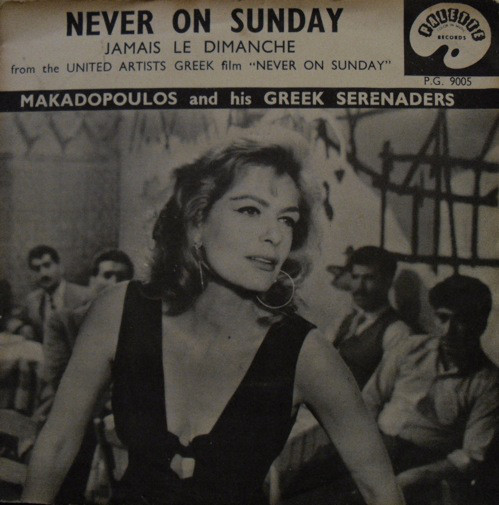 NEVER ON SUNDAY
JAMAIS LE DIMANCHE
from the UNITED ARTISTS GREEK film "NEVER ON SUNDAY"
PALETTE
RECORDS
P.G. 9005
MAKADOPOULOS and his GREEK SERENADERS